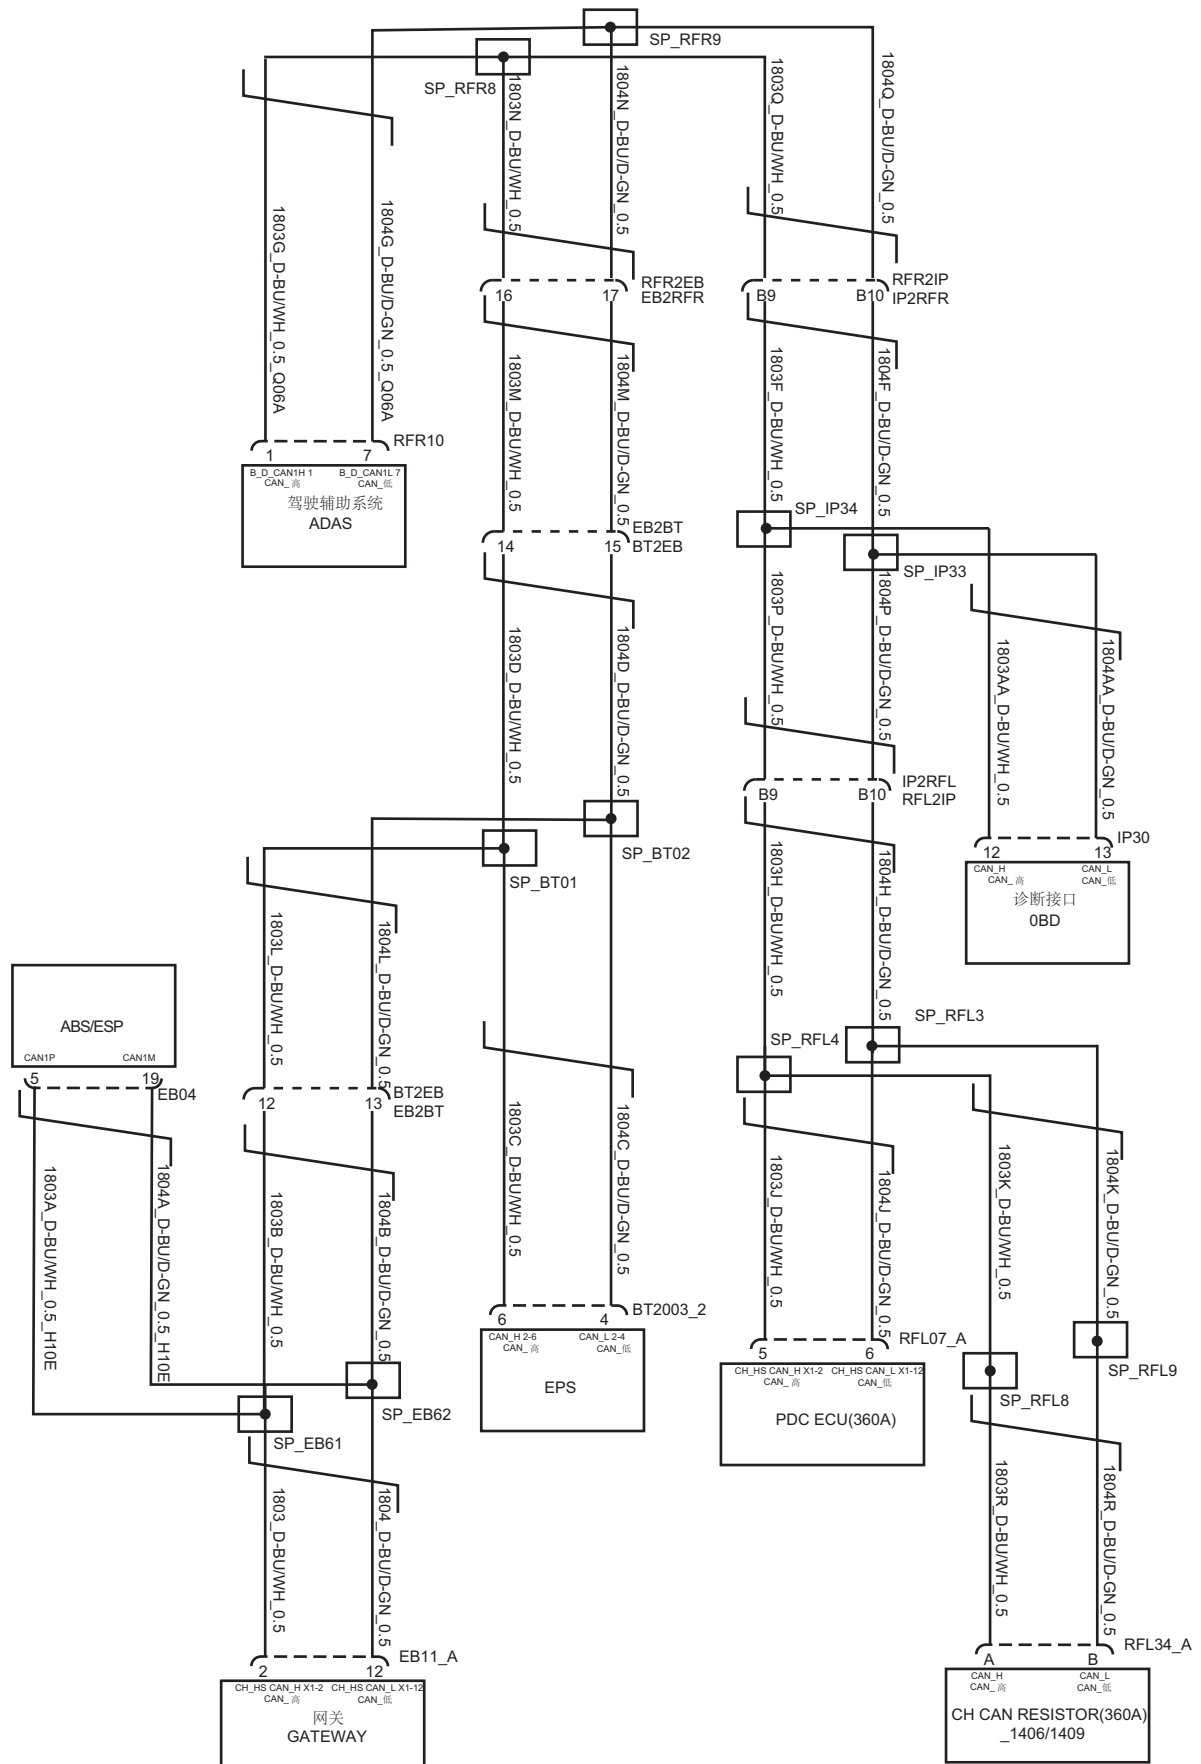 SP_RFR9
SP_RFR8
1803N_D-BU/WH_0.5
1804N_D-BU/D-GN_0.5
1803Q_D-BU/WH_0.5
1804Q_D-BU/D-GN_0.5
1803G_D-BU/WH_0.5_Q06A
1804G_D-BU/D-GN_0.5_Q06A
RFR2EB
16 17 EB2RFR
RFR2IP
B9 B10 IP2RFR
1803M_D-BU/WH_0.5
1804M_D-BU/D-GN_0.5
1803F_D-BU/WH_0.5
1804F_D-BU/D-GN_0.5
RFR10
1 7
B_D_CAN1H 1 B_D_CAN1L 7
CAN_高 CAN_低
驾驶辅助系统
ADAS
EB2BT
14 15 BT2EB
SP_IP34
SP_IP33
1803D_D-BU/WH_0.5
1804D_D-BU/D-GN_0.5
1803P_D-BU/WH_0.5
1804P_D-BU/D-GN_0.5
1803AA_D-BU/WH_0.5
1804AA_D-BU/D-GN_0.5
IP2RFL
B9 B10 RFL2IP
SP_BT02
SP_BT01
IP30
12 13
CAN_H CAN_L
CAN_高 CAN_低
诊断接口
0BD
1803L_D-BU/WH_0.5
1804L_D-BU/D-GN_0.5
1803H_D-BU/WH_0.5
1804H_D-BU/D-GN_0.5
ABS/ESP
CAN1P CAN1M
5 19
EB04
BT2EB
12 13 EB2BT
SP_RFL3
SP_RFL4
1803A_D-BU/WH_0.5_H10E
1804A_D-BU/D-GN_0.5_H10E
1803B_D-BU/WH_0.5
1804B_D-BU/D-GN_0.5
1803C_D-BU/WH_0.5
1804C_D-BU/D-GN_0.5
1803J_D-BU/WH_0.5
1804J_D-BU/D-GN_0.5
1803K_D-BU/WH_0.5
1804K_D-BU/D-GN_0.5
BT2003_2
6 4
CAN_H 2-6 CAN_L 2-4
CAN_高 CAN_低
EPS
RFL07_A
5 6
CH_HS CAN_H X1-2 CH_HS CAN_L X1-12
CAN_高 CAN_低
PDC ECU(360A)
SP_RFL9
SP_RFL8
SP_EB62
SP_EB61
1803_D-BU/WH_0.5
1804_D-BU/D-GN_0.5
1803R_D-BU/WH_0.5
1804R_D-BU/D-GN_0.5
EB11_A
2 12
CH_HS CAN_H X1-2 CH_HS CAN_L X1-12
CAN_高 CAN_低
网关
GATEWAY
RFL34_A
A B
CAN_H CAN_L
CAN_高 CAN_低
CH CAN RESISTOR(360A)
_1406/1409